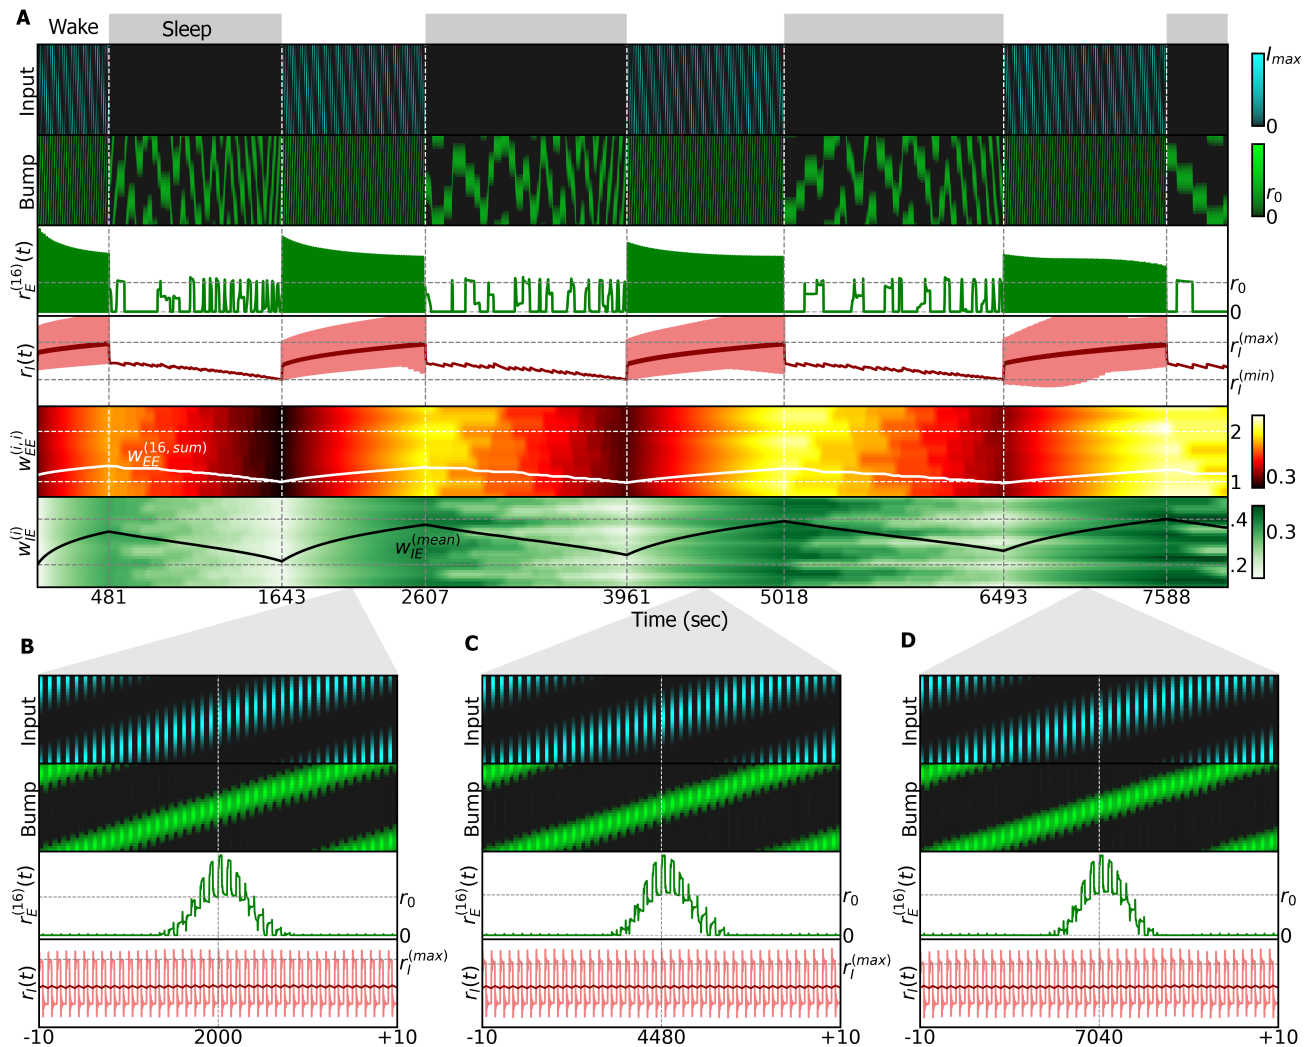 A
Wake
Sleep
Input
I_max
0
Bump
r_0
0
r_E^(16)(t)
r_0
0
r_I(t)
r_I^(max)
r_I^(min)
w_EE^(i,i)
w_EE^(16,sum)
2
1
0.3
w_IE^(i)
w_IE^(mean)
.4
.2
0.3
481 1643 2607 3961 5018 6493 7588
Time (sec)
B
Input
Bump
r_E^(16)(t)
r_0
0
r_I(t)
r_I^(max)
-10 2000 +10
C
Input
Bump
r_E^(16)(t)
r_0
0
r_I(t)
r_I^(max)
-10 4480 +10
D
Input
Bump
r_E^(16)(t)
r_0
0
r_I(t)
r_I^(max)
-10 7040 +10